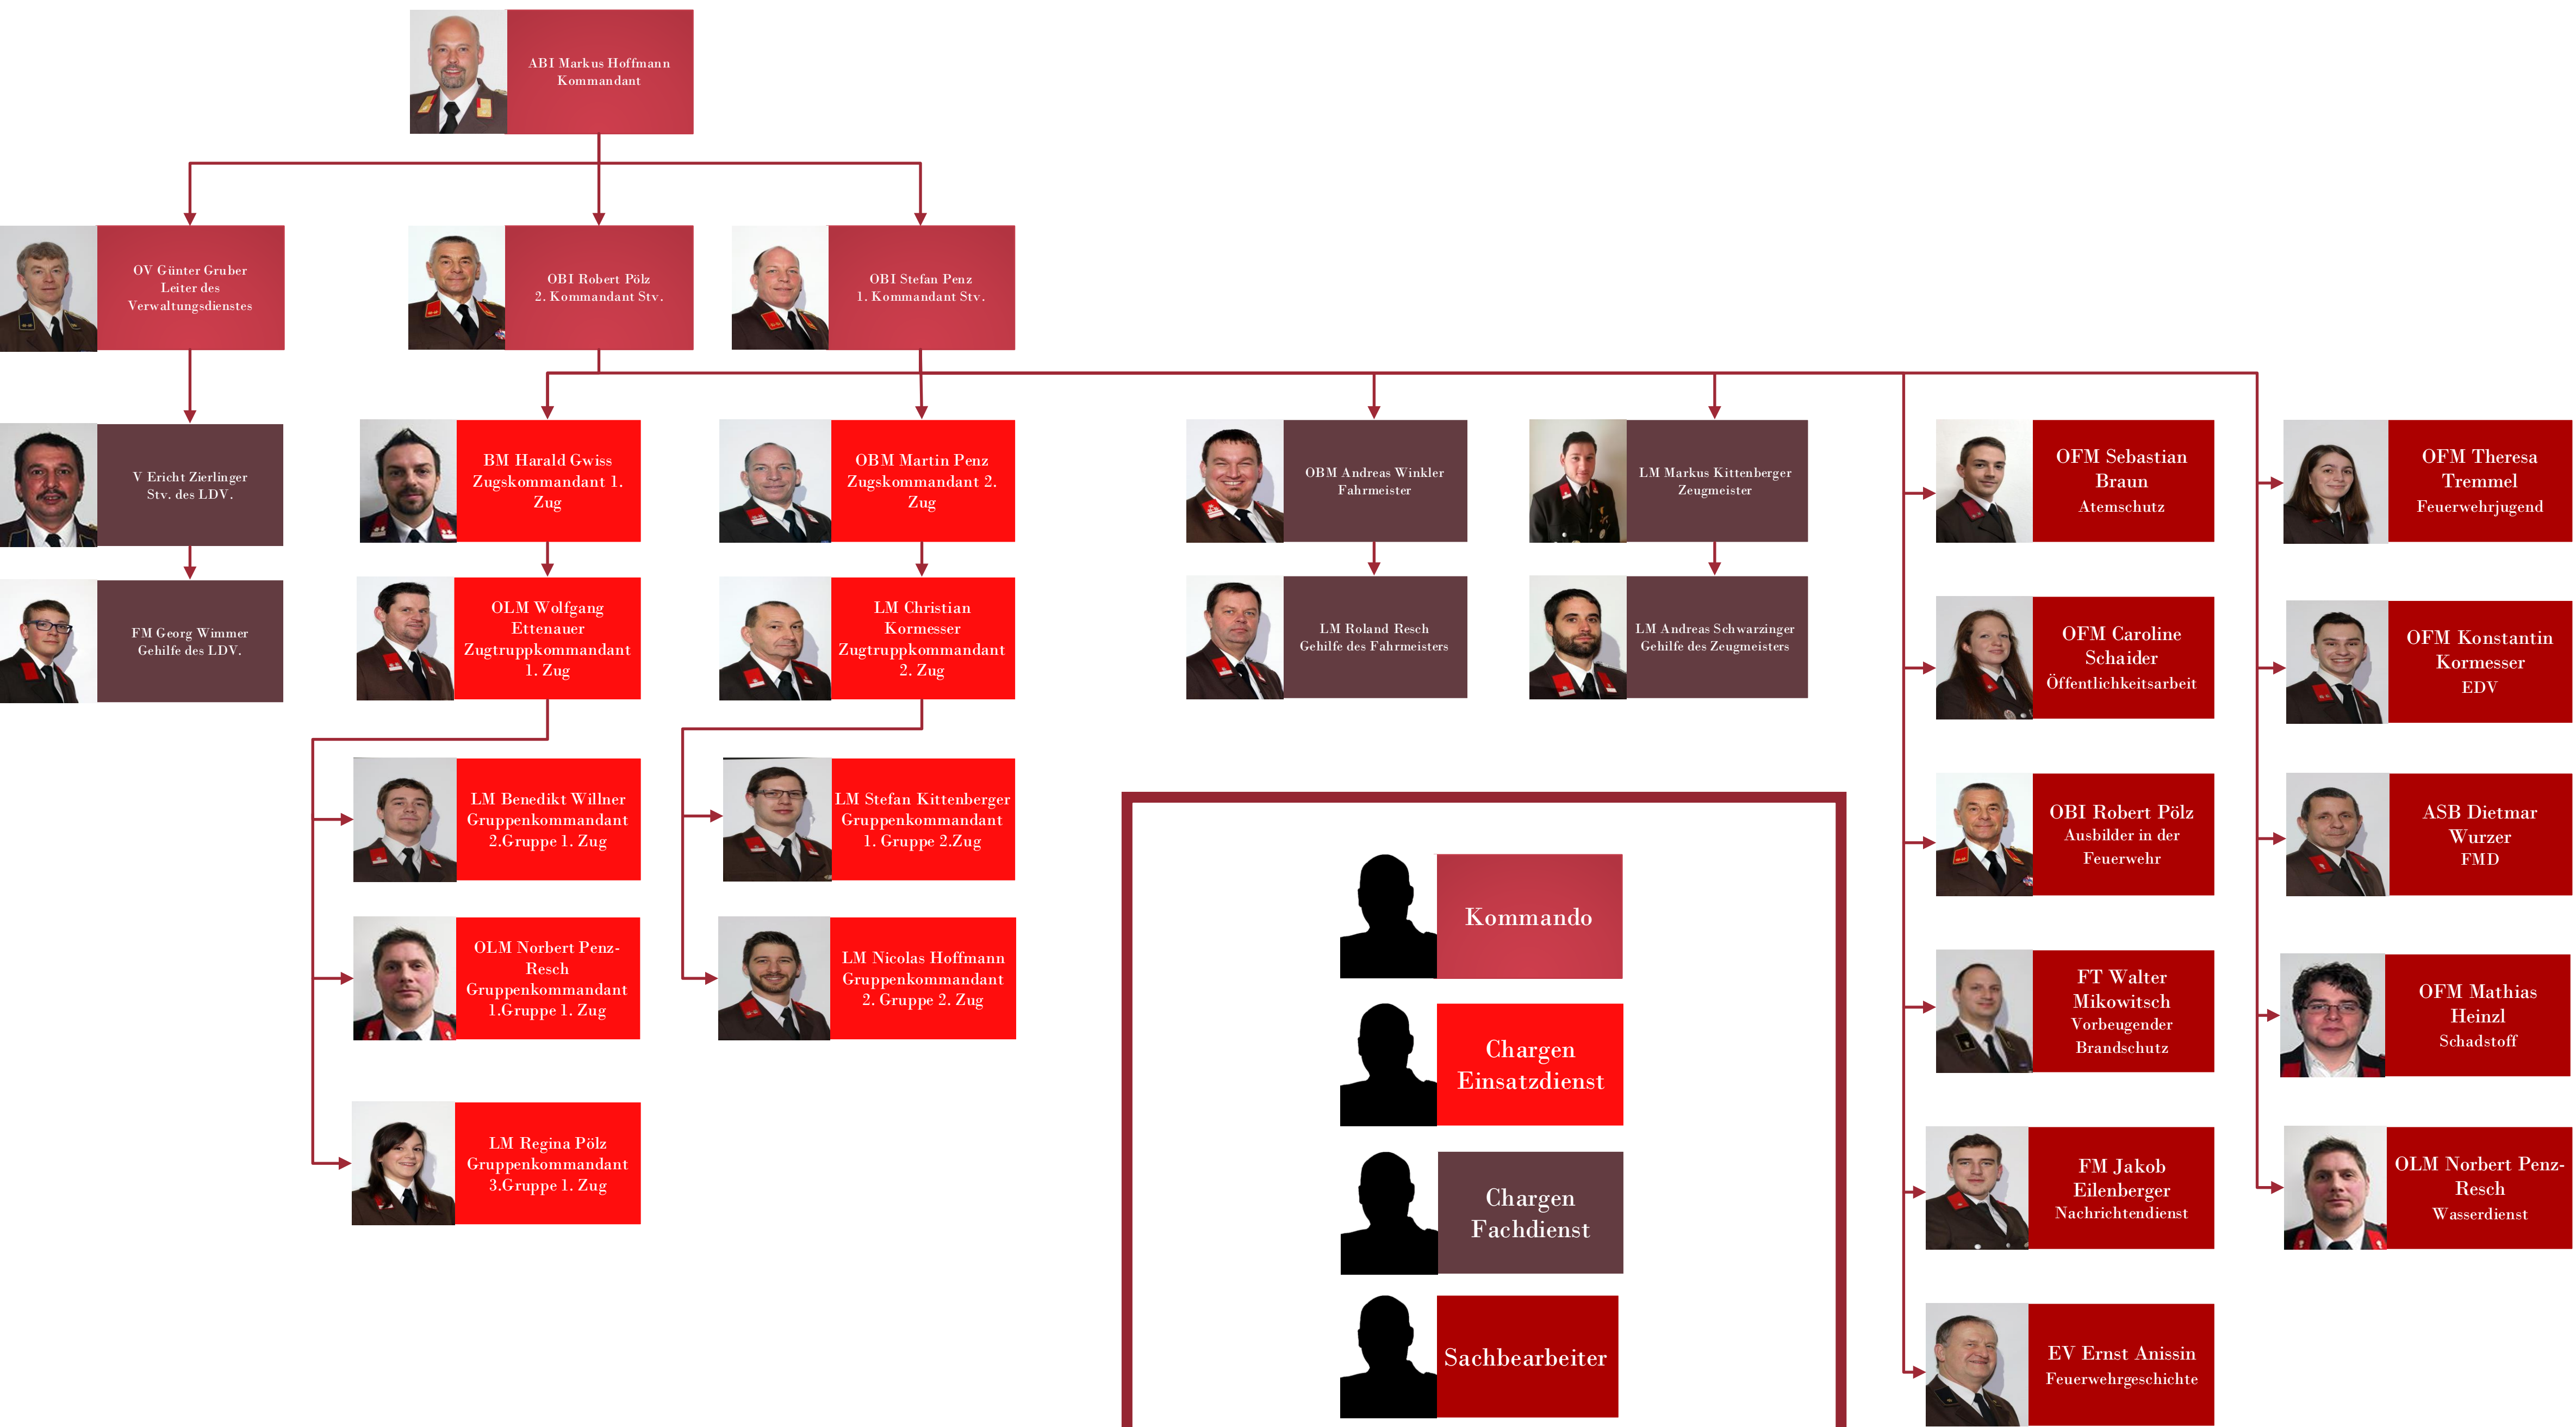 ABI Markus Hoffmann
Kommandant
OV Günter Gruber
Leiter des
Verwaltungsdienstes
OBI Robert Pölz
2. Kommandant Stv.
OBI Stefan Penz
1. Kommandant Stv.
V Ericht Zierlinger
Stv. des LDV.
FM Georg Wimmer
Gehilfe des LDV.
BM Harald Gwiss
Zugskommandant 1.
Zug
OLM Wolfgang
Ettenauer
Zugtruppkommandant
1. Zug
LM Benedikt Willner
Gruppenkommandant
2.Gruppe 1. Zug
OLM Norbert Penz-
Resch
Gruppenkommandant
1.Gruppe 1. Zug
LM Regina Pölz
Gruppenkommandant
3.Gruppe 1. Zug
OBM Martin Penz
Zugskommandant 2.
Zug
LM Christian
Kormesser
Zugtruppkommandant
2. Zug
LM Stefan Kittenberger
Gruppenkommandant
1. Gruppe 2.Zug
LM Nicolas Hoffmann
Gruppenkommandant
2. Gruppe 2. Zug
OBM Andreas Winkler
Fahrmeister
LM Roland Resch
Gehilfe des Fahrmeisters
LM Markus Kittenberger
Zeugmeister
LM Andreas Schwarzinger
Gehilfe des Zeugmeisters
Kommando
Chargen
Einsatzdienst
Chargen
Fachdienst
Sachbearbeiter
OFM Sebastian
Braun
Atemschutz
OFM Caroline
Schaider
Öffentlichkeitsarbeit
OBI Robert Pölz
Ausbilder in der
Feuerwehr
FT Walter
Mikowitsch
Vorbeugender
Brandschutz
FM Jakob
Eilenberger
Nachrichtendienst
EV Ernst Anissin
Feuerwehrgeschichte
OFM Theresa
Tremmel
Feuerwehrjugend
OFM Konstantin
Kormesser
EDV
ASB Dietmar
Wurzer
FMD
OFM Mathias
Heinzl
Schadstoff
OLM Norbert Penz-
Resch
Wasserdienst